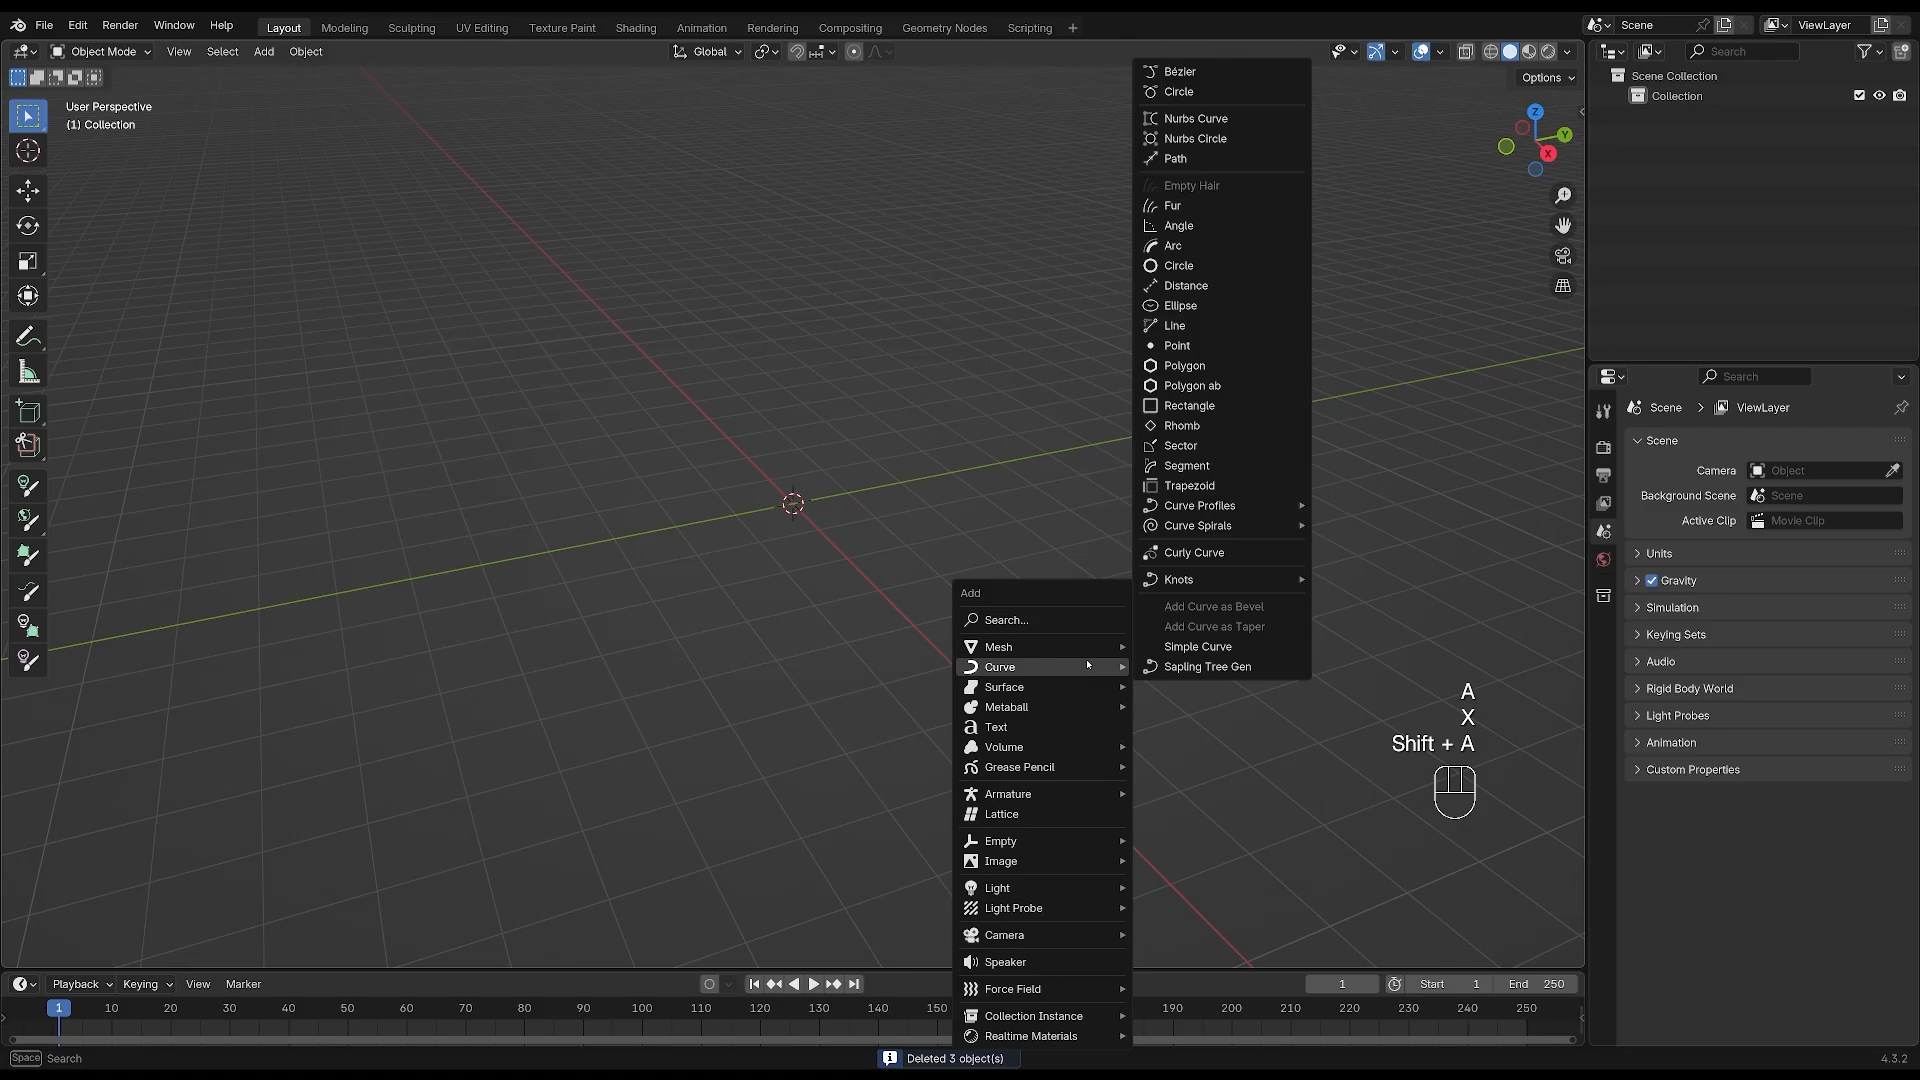 File Edit Render Window Help Layout Modeling Sculpting UV Editing Texture Paint Shading Animation Rendering Compositing Geometry Nodes Scripting + Scene ViewLayer
Object Mode View Select Add Object Global Search
Options
User Perspective
(1) Collection
Scene Collection
Collection
Z
Y
X
Bézier
Circle
Nurbs Curve
Nurbs Circle
Path
Empty Hair
Fur
Angle
Arc
Circle
Distance
Ellipse
Line
Point
Polygon
Polygon ab
Rectangle
Rhomb
Sector
Segment
Trapezoid
Curve Profiles
Curve Spirals
Curly Curve
Knots
Add Curve as Bevel
Add Curve as Taper
Simple Curve
Sapling Tree Gen
Add
Search...
Mesh
Curve
Surface
Metaball
a Text
Volume
Grease Pencil
Armature
Lattice
Empty
Image
Light
Light Probe
Camera
Speaker
Force Field
Collection Instance
Realtime Materials
A
X
Shift + A
Search
Scene ViewLayer
Scene
Camera Object
Background Scene Scene
Active Clip Movie Clip
Units
Gravity
Simulation
Keying Sets
Audio
Rigid Body World
Light Probes
Animation
Custom Properties
Playback Keying View Marker 1 Start 1 End 250
1 10 20 30 40 50 60 70 80 90 100 110 120 130 140 150 190 200 210 220 230 240 250
Space Search Deleted 3 object(s) 4.3.2